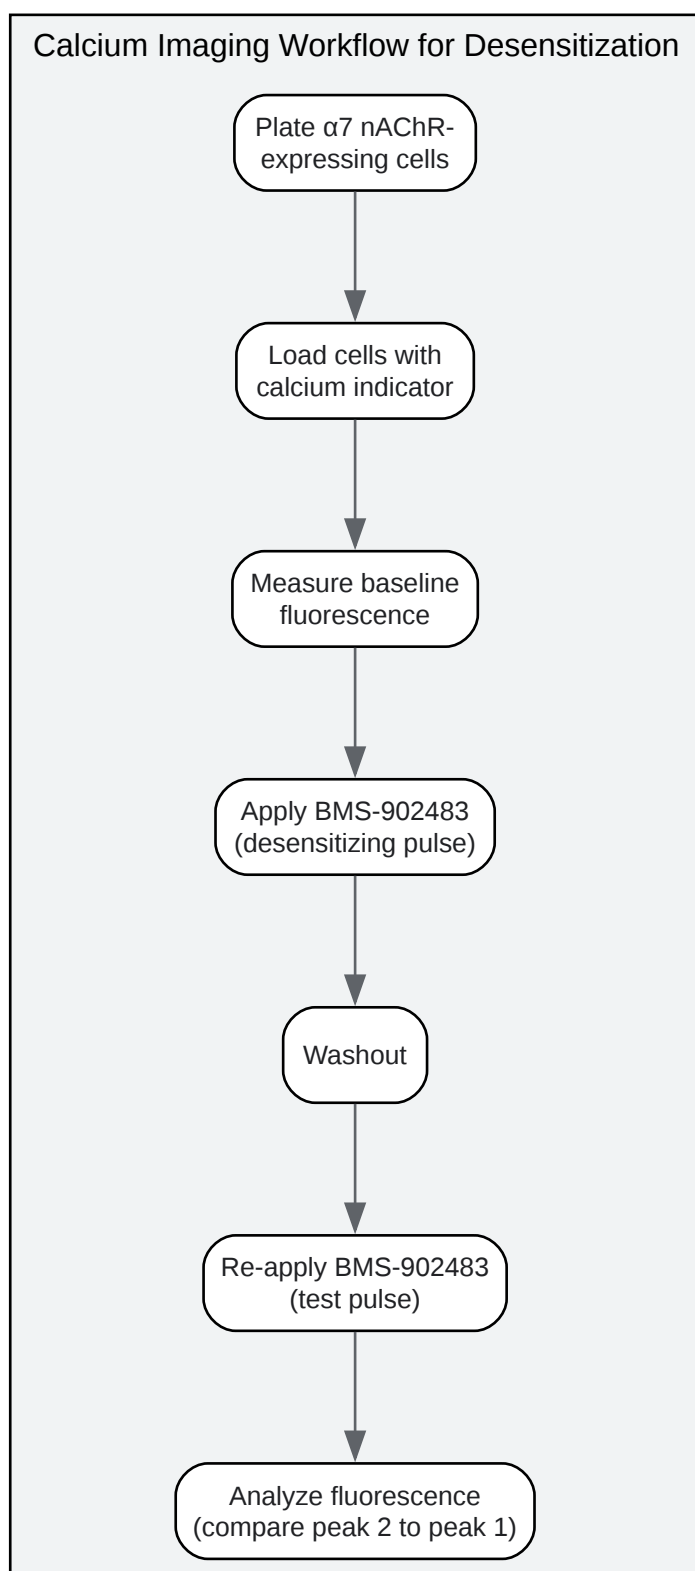 Calcium Imaging Workflow for Desensitization
Plate α7 nAChR-
expressing cells
Load cells with
calcium indicator
Measure baseline
fluorescence
Apply BMS-902483
(desensitizing pulse)
Washout
Re-apply BMS-902483
(test pulse)
Analyze fluorescence
(compare peak 2 to peak 1)